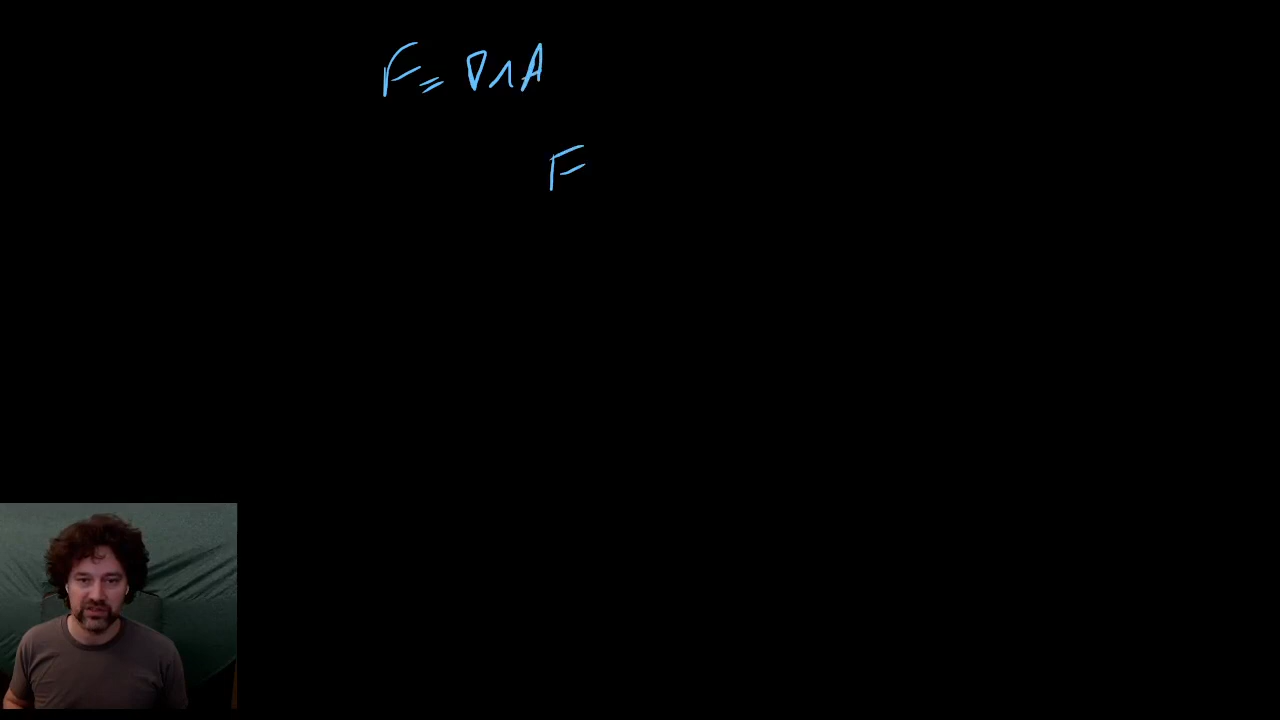 F = ∇∧A
F